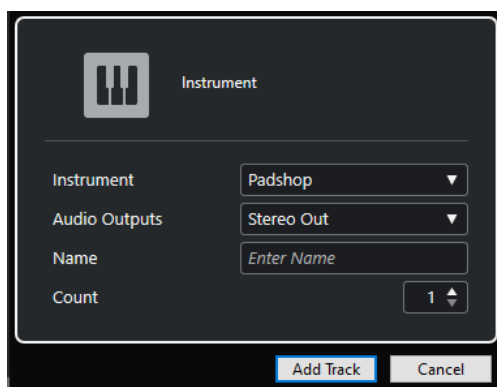 Instrument
Instrument Padshop
Audio Outputs Stereo Out
Name Enter Name
Count 1
Add Track Cancel